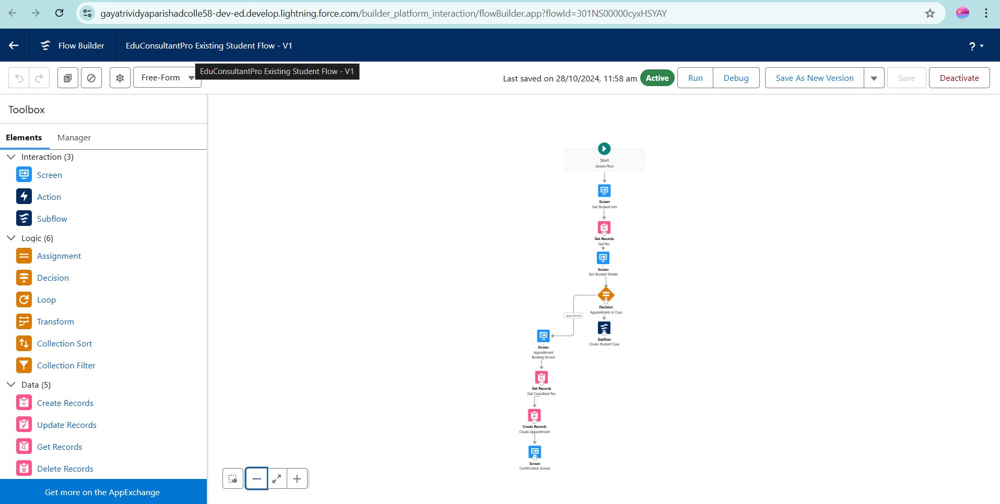 gayatrividyaparishadcolle58-dev-ed.develop.lightning.force.com/builder_platform_interaction/flowBuilder.app?flowId=301NS00000cyxHSYAY
Flow Builder
EduConsultantPro Existing Student Flow - V1
?
Free-Form
EduConsultantPro Existing Student Flow - V1
Last saved on 28/10/2024, 11:58 am
Active
Run
Debug
Save As New Version
Save
Deactivate
Toolbox
Elements
Manager
Interaction (3)
Screen
Action
Subflow
Logic (6)
Assignment
Decision
Loop
Transform
Collection Sort
Collection Filter
Data (5)
Create Records
Update Records
Get Records
Delete Records
Get more on the AppExchange
Start
Screen Flow
Screen
Get Student Info
Get Records
Get Rec
Screen
Get Student Details
Decision
Appointment or Case
Appointment
Subflow
Create Student Case
Screen
Appointment
Booking Screen
Get Records
Get Consultant Rec
Create Records
Create Appointment
Screen
Confirmation Screen